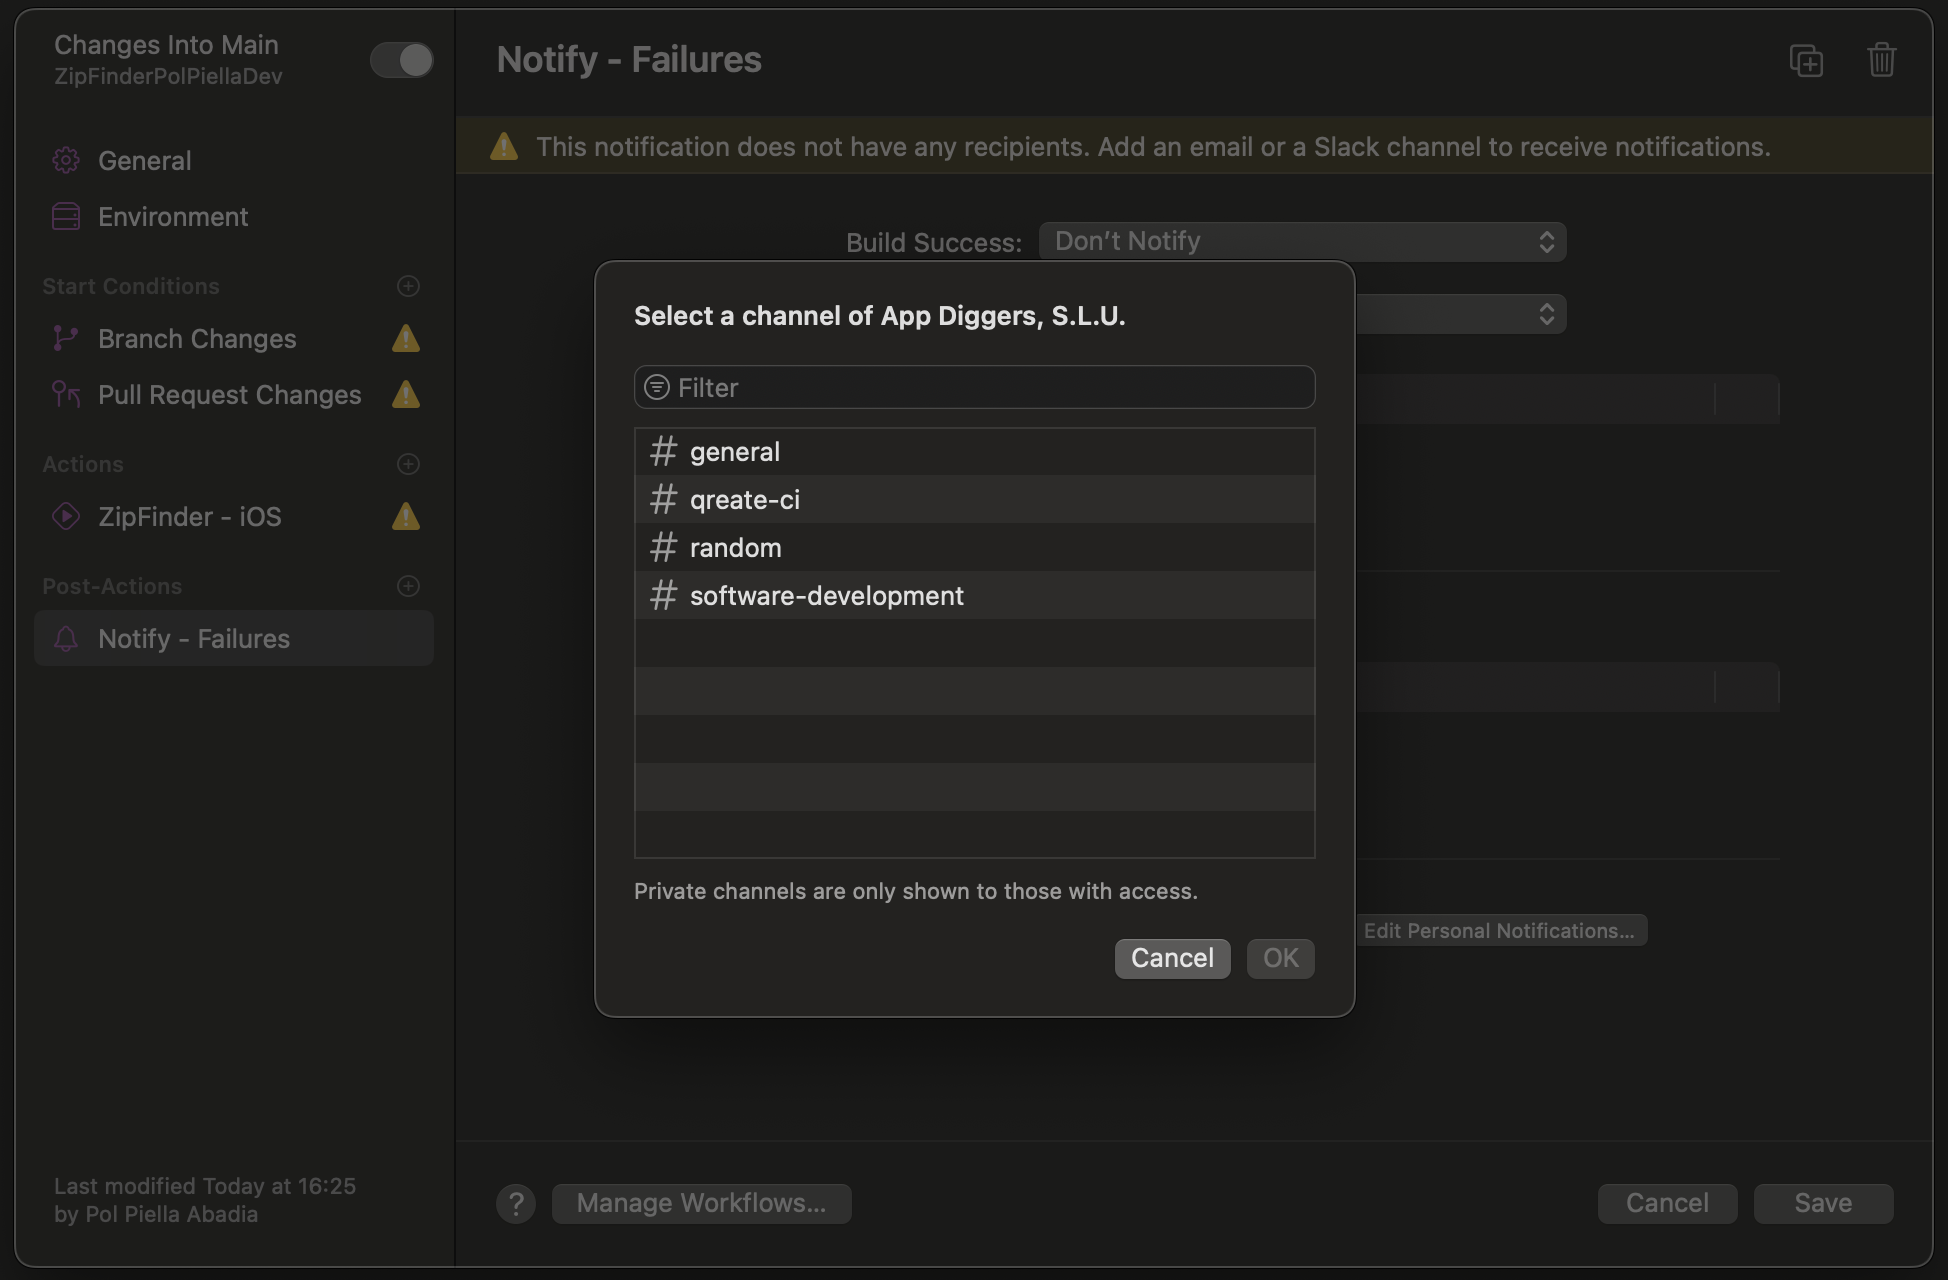 Changes Into Main
ZipFinderPolPiellaDev
General
Environment
Start Conditions
Branch Changes
Pull Request Changes
Actions
ZipFinder - iOS
Post-Actions
Notify - Failures
Last modified Today at 16:25
by Pol Piella Abadia
Notify - Failures
This notification does not have any recipients. Add an email or a Slack channel to receive notifications.
Build Success: Don’t Notify
Select a channel of App Diggers, S.L.U.
Filter
# general
# qreate-ci
# random
# software-development
Private channels are only shown to those with access.
Cancel OK
Edit Personal Notifications...
? Manage Workflows... Cancel Save